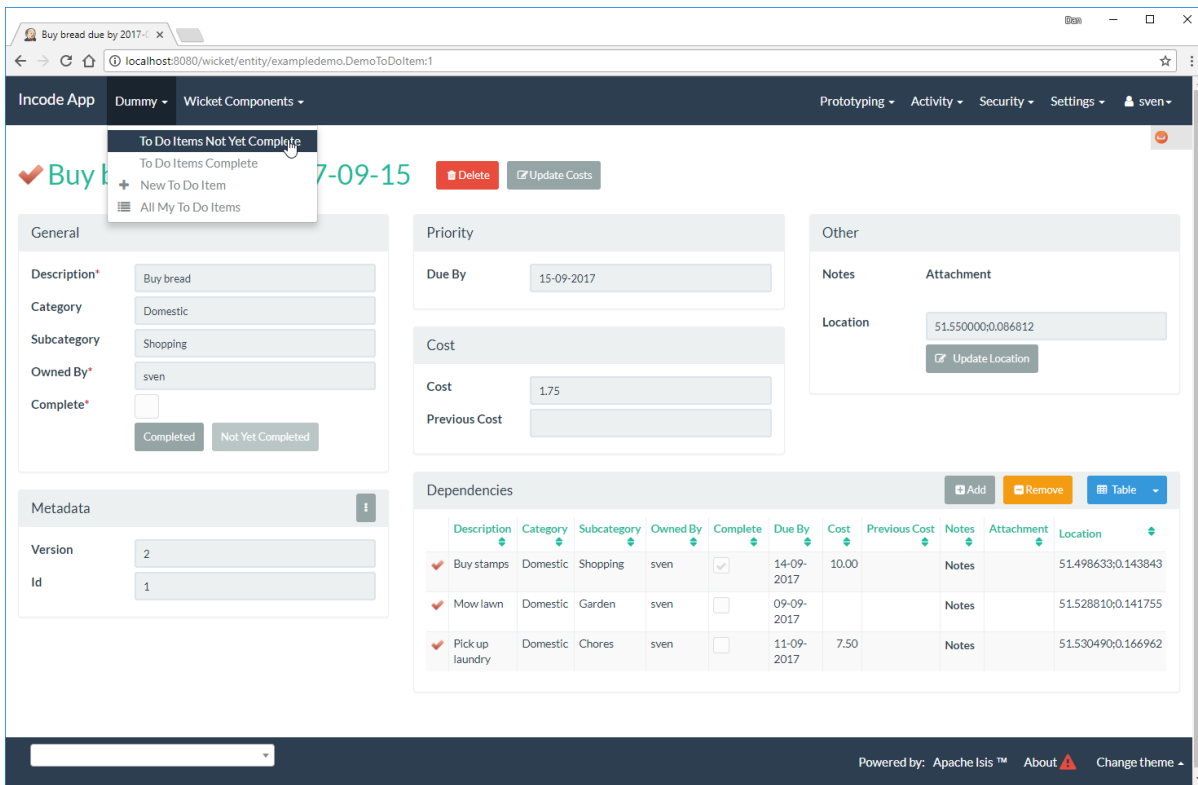 Dan
Buy bread due by 2017-0
localhost:8080/wicket/entity/exampledemo.DemoToDoItem:1
Incode App Dummy Wicket Components Prototyping Activity Security Settings sven
To Do Items Not Yet Complete
To Do Items Complete
New To Do Item
All My To Do Items
Buy b 7-09-15 Delete Update Costs
General
Description* Buy bread
Category Domestic
Subcategory Shopping
Owned By* sven
Complete*
Completed Not Yet Completed
Metadata
Version 2
Id 1
Priority
Due By 15-09-2017
Cost
Cost 1.75
Previous Cost
Other
Notes Attachment
Location 51.550000;0.086812
Update Location
Dependencies Add Remove Table
Description Category Subcategory Owned By Complete Due By Cost Previous Cost Notes Attachment Location
Buy stamps Domestic Shopping sven 14-09- 10.00 Notes 51.498633;0.143843
2017
Mow lawn Domestic Garden sven 09-09- Notes 51.528810;0.141755
2017
Pick up Domestic Chores sven 11-09- 7.50 Notes 51.530490;0.166962
laundry 2017
Powered by: Apache Isis ™ About Change theme